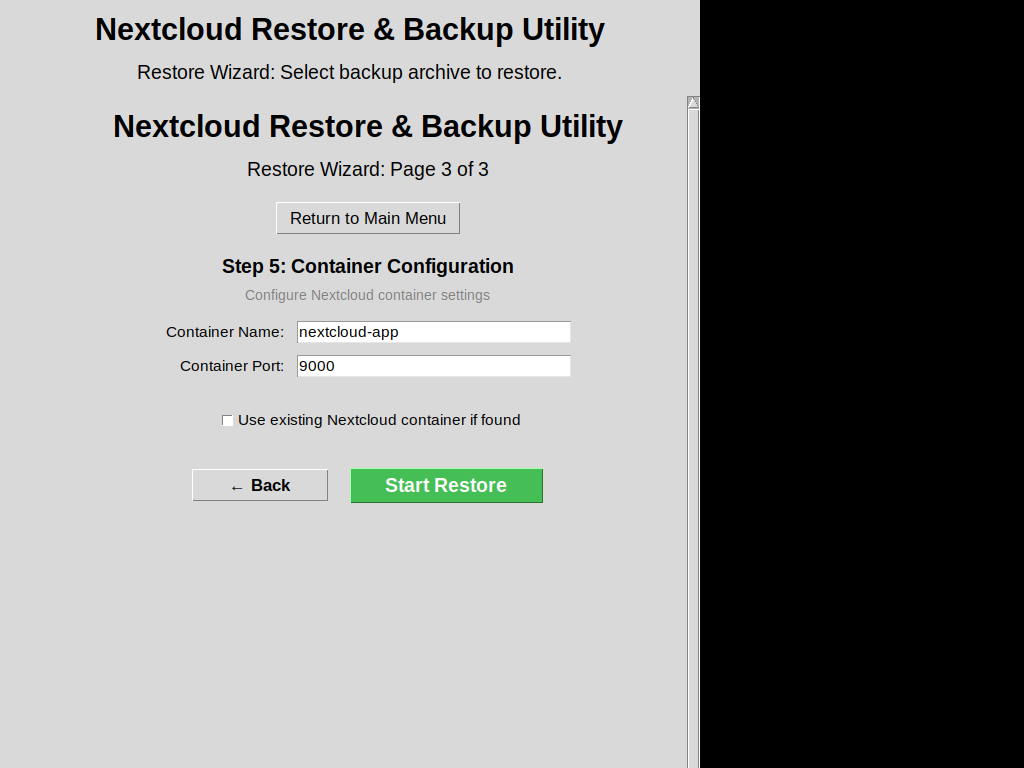 Nextcloud Restore & Backup Utility
Restore Wizard: Select backup archive to restore.
Nextcloud Restore & Backup Utility
Restore Wizard: Page 3 of 3
Return to Main Menu
Step 5: Container Configuration
Configure Nextcloud container settings
Container Name: nextcloud-app
Container Port: 9000
Use existing Nextcloud container if found
← Back Start Restore